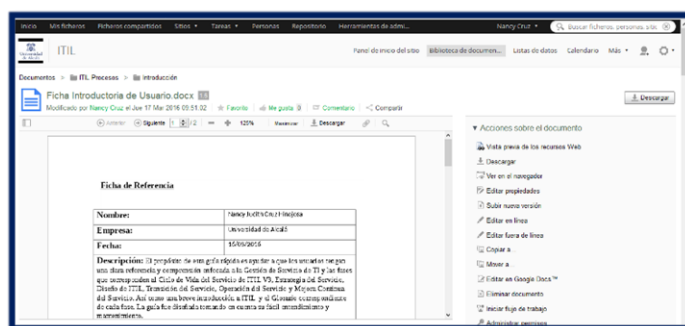 Inicio Mis ficheros Ficheros compartidos Sitios Tareas Personas Repositorio Herramientas de admi... Nancy Cruz Buscar ficheros, personas, sitic
ITIL Panel de inicio del sitio Biblioteca de documen... Listas de datos Calendario Más
Documentos > ITIL Procesos > Introducción
Ficha Introductoria de Usuario.docx
Modificado por Nancy Cruz el Jue 17 Mar 2016 09:51:02 Favorito Me gusta 0 Comentario Compartir
Descargar
Anterior Siguiente 1 / 2 125% Maximizar Descargar
Ficha de Referencia
Nombre: Nancy Judith Cruz Hinojosa
Empresa: Universidad de Alcalá
Fecha: 15/03/2016
Descripción: El propósito de esta guía rápida es ayudar a que los usuarios tengan
una clara referencia y comprensión enfocada a la Gestión de Servicio de TI y las fases
que corresponden al Ciclo de Vida del Servicio de ITIL V3, Estrategia del Servicio,
Diseño de ITIL, Transición del Servicio, Operación del Servicio y Mejora Continua
del Servicio. Así como una breve introducción a ITIL y el Glosario correspondiente
de cada fase. La guía fue diseñada tomando en cuenta su fácil entendimiento y
mantenimiento.
Acciones sobre el documento
Vista previa de los recursos Web
Descargar
Ver en el navegador
Editar propiedades
Subir nueva versión
Editar en línea
Editar fuera de línea
Copiar a...
Mover a...
Editar en Google Docs™
Eliminar documento
Iniciar flujo de trabajo
Administrar permisos